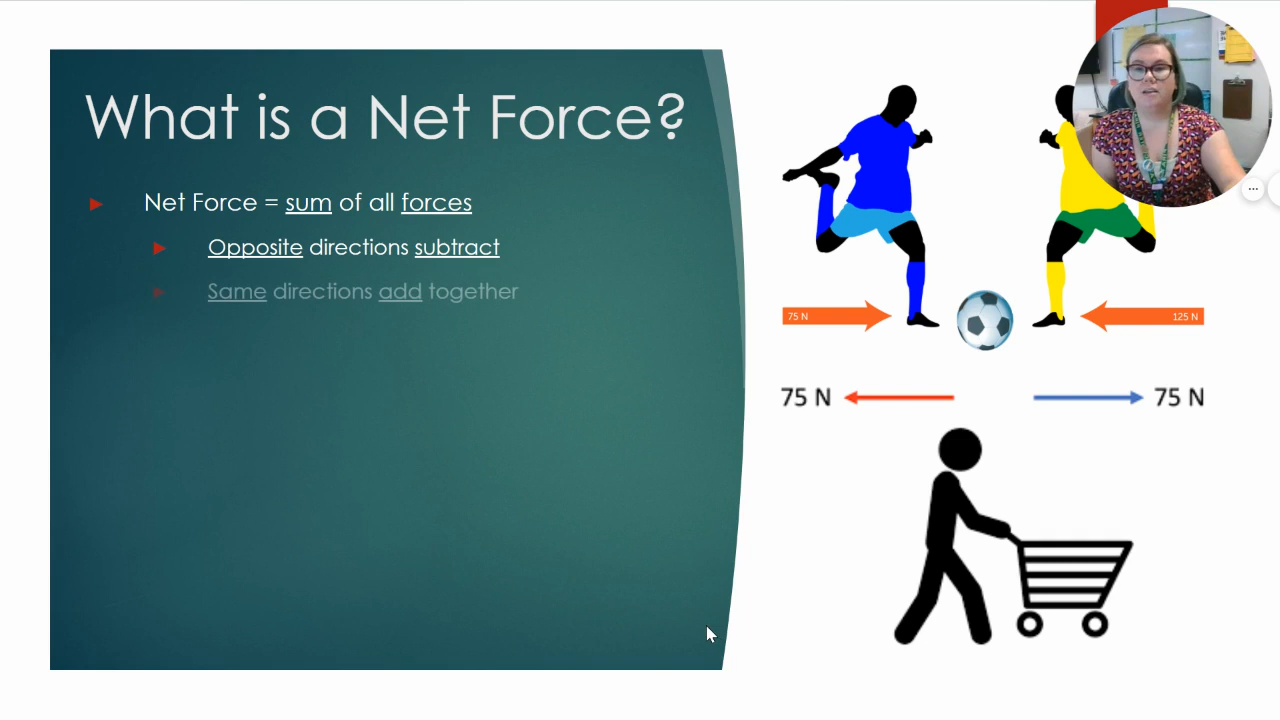 What is a Net Force?
Net Force = sum of all forces
Opposite directions subtract
Same directions add together
75 N
125 N
75 N
75 N